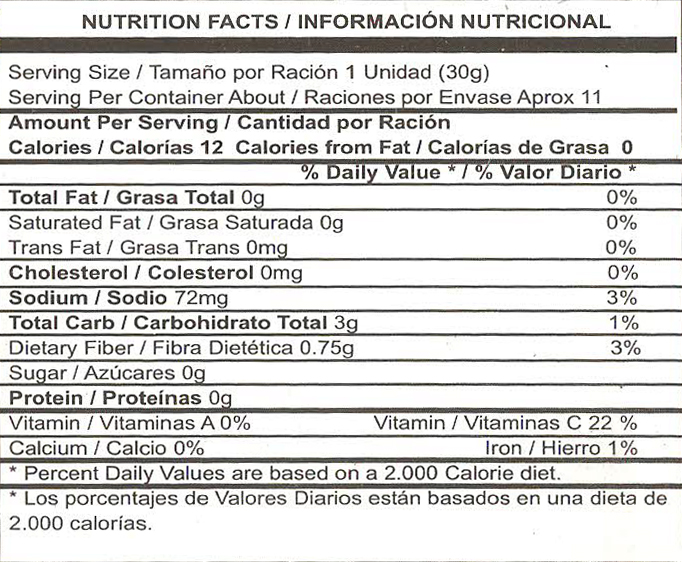 NUTRITION FACTS / INFORMACIÓN NUTRICIONAL
Serving Size / Tamaño por Ración 1 Unidad (30g)
Serving Per Container About / Raciones por Envase Aprox 11
Amount Per Serving / Cantidad por Ración
Calories / Calorías 12 Calories from Fat / Calorías de Grasa 0
% Daily Value * / % Valor Diario *
Total Fat / Grasa Total 0g 0%
Saturated Fat / Grasa Saturada 0g 0%
Trans Fat / Grasa Trans 0mg 0%
Cholesterol / Colesterol 0mg 0%
Sodium / Sodio 72mg 3%
Total Carb / Carbohidrato Total 3g 1%
Dietary Fiber / Fibra Dietética 0.75g 3%
Sugar / Azúcares 0g
Protein / Proteínas 0g
Vitamin / Vitaminas A 0% Vitamin / Vitaminas C 22 %
Calcium / Calcio 0% Iron / Hierro 1%
* Percent Daily Values are based on a 2.000 Calorie diet.
* Los porcentajes de Valores Diarios están basados en una dieta de
2.000 calorías.